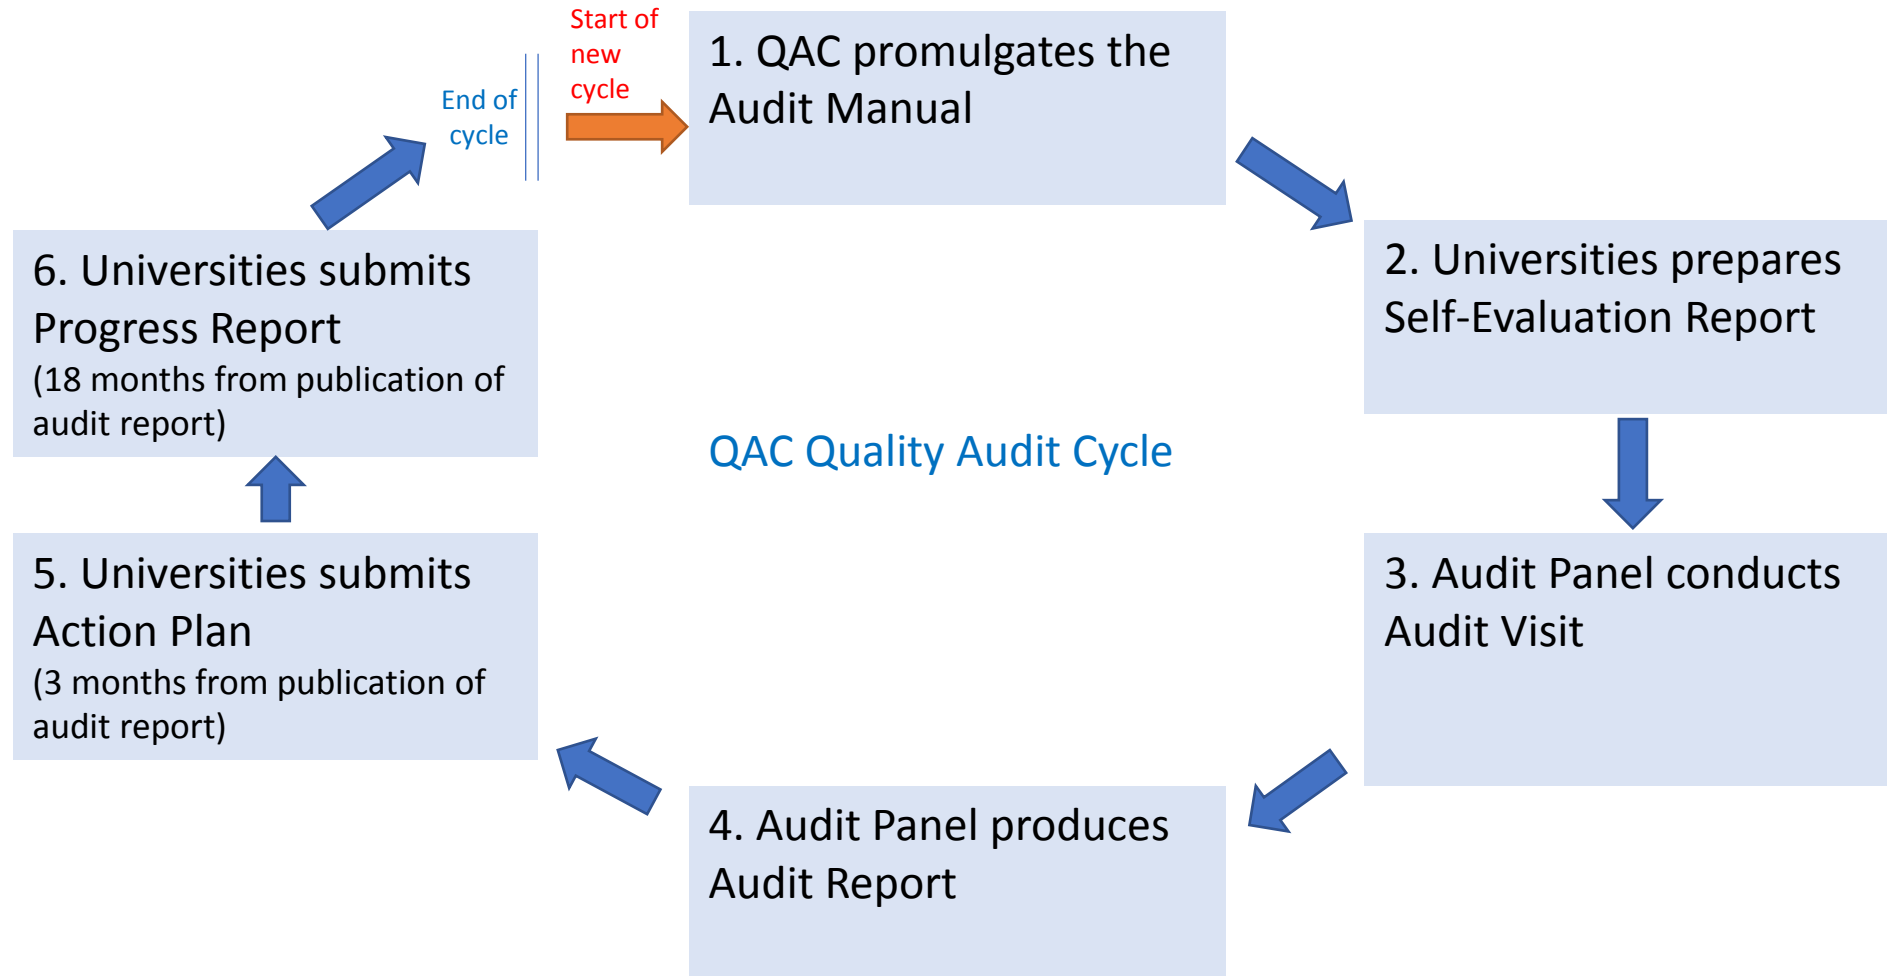 Start of
new
cycle
1. QAC promulgates the
Audit Manual
End of
cycle
2. Universities prepares
Self-Evaluation Report
6. Universities submits
Progress Report
(18 months from publication of
audit report)
QAC Quality Audit Cycle
3. Audit Panel conducts
Audit Visit
5. Universities submits
Action Plan
(3 months from publication of
audit report)
4. Audit Panel produces
Audit Report